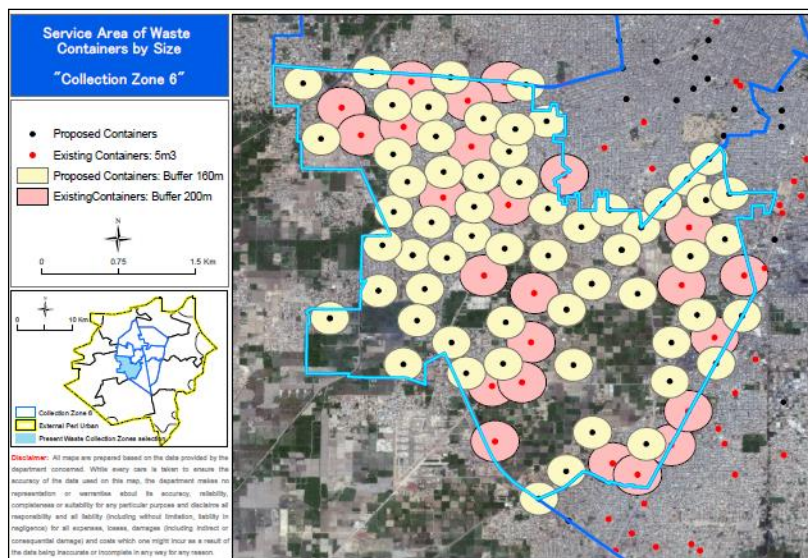 Service Area of Waste
Containers by Size
"Collection Zone 6"
Proposed Containers
Existing Containers: 5m3
Proposed Containers: Buffer 160m
ExistingContainers: Buffer 200m
N
0 0.75 1.5 Km
N
0 10 Km
Collection Zone 6
External Peri Urban
Present Waste Collection Zones selection
Disclaimer: All maps are prepared based on the data provided by the
department concerned. While every care is taken to ensure the
accuracy of the data used on this map, the department makes no
representation or warranties about its accuracy, reliability,
completeness or suitability for any particular purpose and disclaims all
responsibility and all liability (including without limitation, liability in
negligence) for all expenses, losses, damages (including indirect or
consequential damage) and costs which one might incur as a result of
the data being inaccurate or incomplete in any way for any reason.